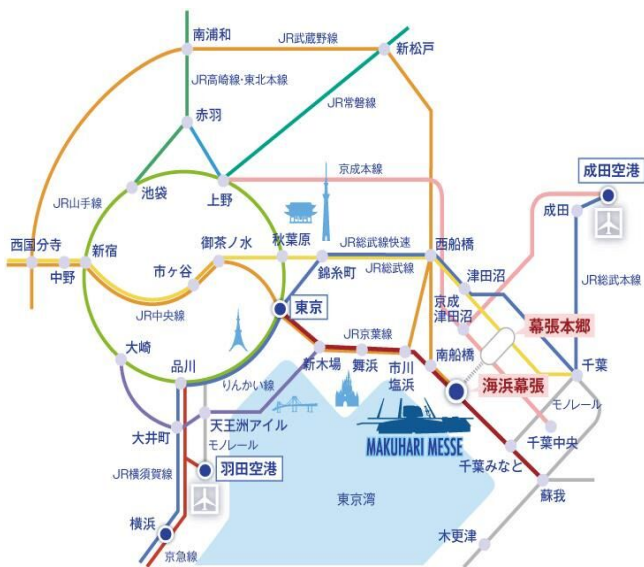 南浦和
JR武蔵野線
新松戸
JR高崎線・東北本線
JR常磐線
赤羽
京成本線
成田空港
池袋
上野
JR山手線
成田
秋葉原
御茶ノ水
西国分寺
中野
新宿
JR総武線快速
西船橋
市ヶ谷
錦糸町
JR総武線
津田沼
JR総武本線
JR中央線
東京
京成
津田沼
幕張本郷
JR京葉線
大崎
品川
りんかい線
新木場
舞浜
市川
塩浜
南船橋
海浜幕張
千葉
モノレール
天王洲アイル
大井町
モノレール
MAKUHARI MESSE
千葉中央
千葉みなと
JR横須賀線
羽田空港
東京湾
蘇我
横浜
木更津
京急線